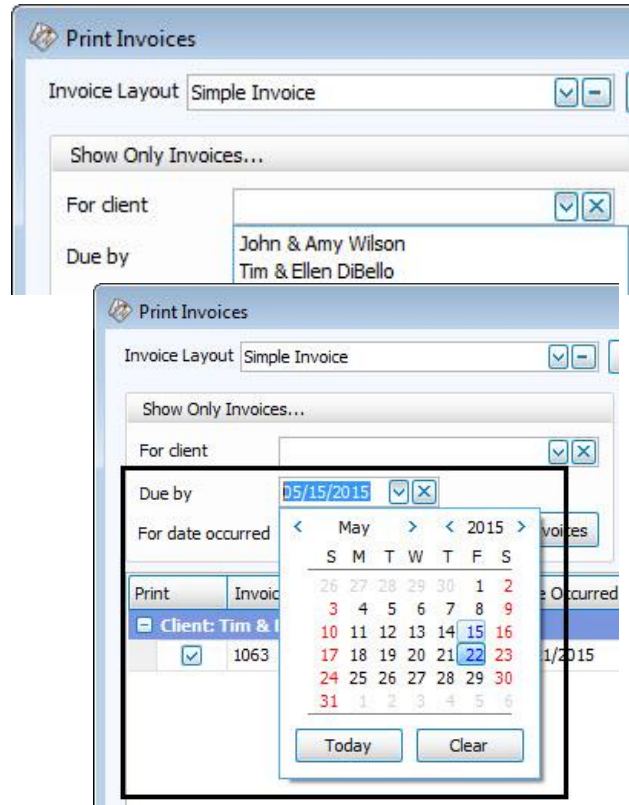 Print Invoices
Invoice Layout Simple Invoice
Show Only Invoices...
For client
Due by
John & Amy Wilson
Tim & Ellen DiBello
Print Invoices
Invoice Layout Simple Invoice
Show Only Invoices...
For client
Due by 05/15/2015
For date occurred
May 2015
S M T W T F S
26 27 28 29 30 1 2
3 4 5 6 7 8 9
10 11 12 13 14 15 16
17 18 19 20 21 22 23
24 25 26 27 28 29 30
31 1 2 3 4 5 6
Today Clear
Print Occurred
Client: Tim &
1063 1/2015